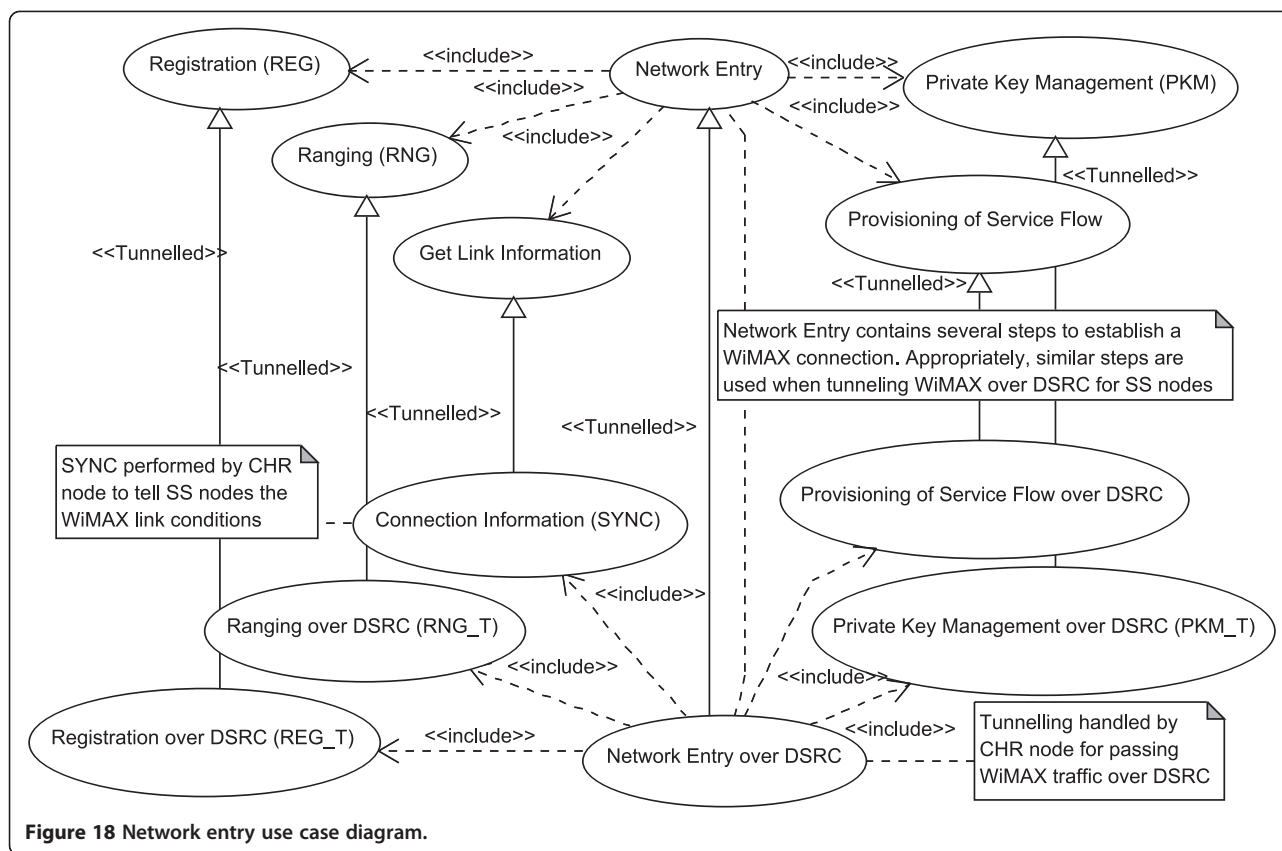 Registration (REG)
<<include>>
Network Entry
<<include>>
Private Key Management (PKM)
<<include>>
<<include>>
<<include>>
Ranging (RNG)
<<Tunnelled>>
Provisioning of Service Flow
Get Link Information
<<Tunnelled>>
<<Tunnelled>>
Network Entry contains several steps to establish a
WiMAX connection. Appropriately, similar steps are
used when tunneling WiMAX over DSRC for SS nodes
<<Tunnelled>>
<<Tunnelled>>
<<Tunnelled>>
SYNC performed by CHR
node to tell SS nodes the
WiMAX link conditions
Provisioning of Service Flow over DSRC
Connection Information (SYNC)
<<include>>
Ranging over DSRC (RNG_T)
Private Key Management over DSRC (PKM_T)
<<include>>
<<include>>
Registration over DSRC (REG_T)
<<include>>
<<include>>
Network Entry over DSRC
Tunnelling handled by
CHR node for passing
WiMAX traffic over DSRC
Figure 18 Network entry use case diagram.